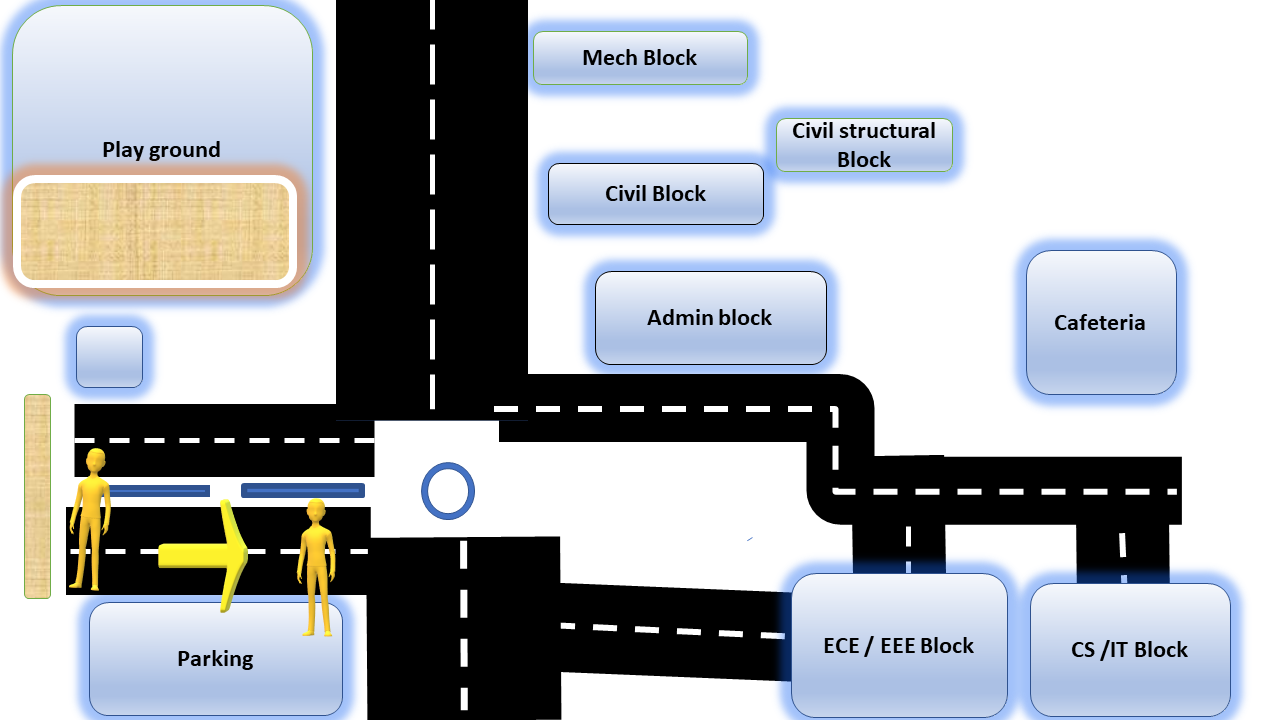 Mech Block
Civil structural
Block
Play ground
Civil Block
Admin block
Cafeteria
ECE / EEE Block
CS /IT Block
Parking